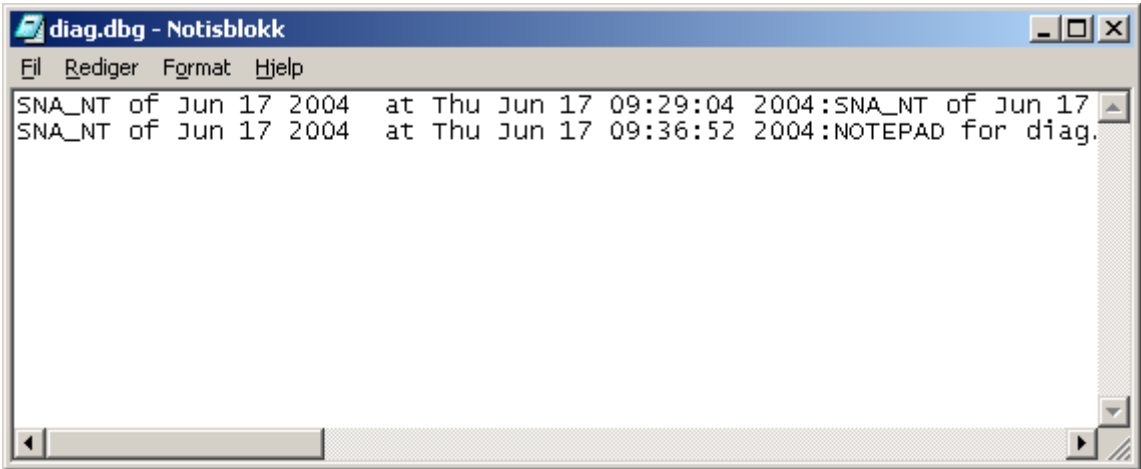 diag.dbg - Notisblokk
Fil Rediger Format Hjelp
SNA_NT of Jun 17 2004  at Thu Jun 17 09:29:04 2004:SNA_NT of Jun 17
SNA_NT of Jun 17 2004  at Thu Jun 17 09:36:52 2004:NOTEPAD for diag.